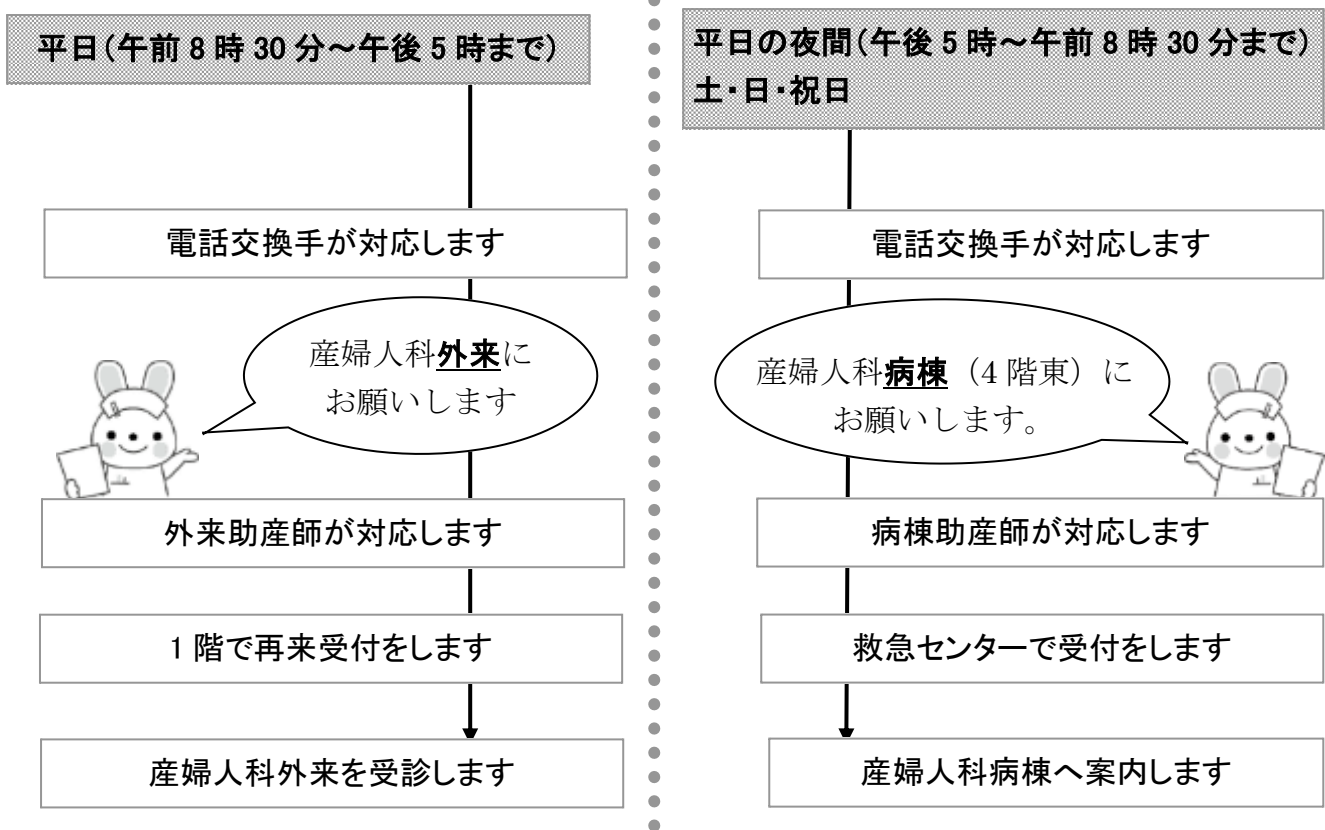 平日(午前 8 時 30 分～午後 5 時まで)
電話交換手が対応します
産婦人科外来に
お願いします
外来助産師が対応します
1 階で再来受付をします
産婦人科外来を受診します
平日の夜間(午後 5 時～午前 8 時 30 分まで)
土・日・祝日
電話交換手が対応します
産婦人科病棟（4 階東）に
お願いします。
病棟助産師が対応します
救急センターで受付をします
産婦人科病棟へ案内します